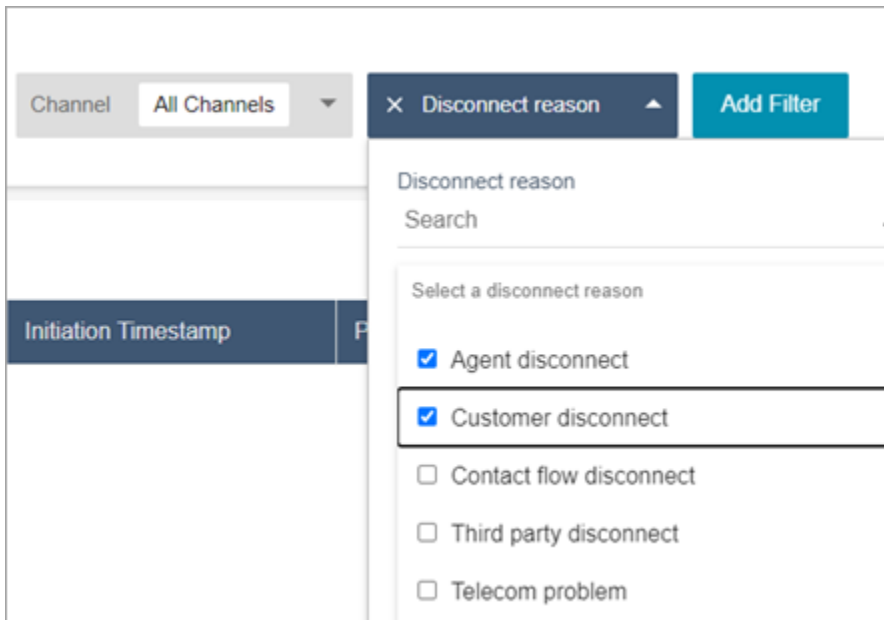 Channel All Channels Disconnect reason Add Filter
Disconnect reason
Search
Select a disconnect reason
Initiation Timestamp P
Agent disconnect
Customer disconnect
Contact flow disconnect
Third party disconnect
Telecom problem